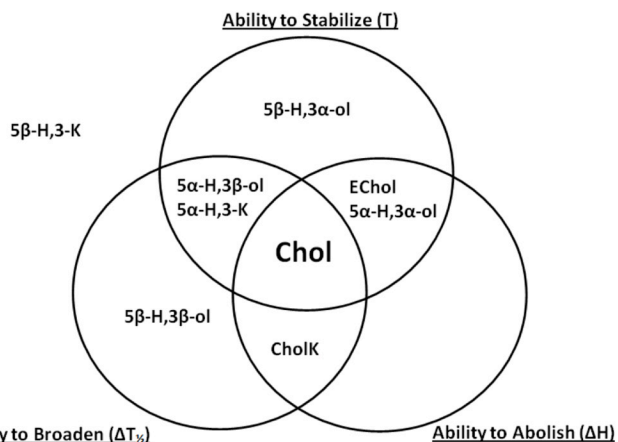 Ability to Stabilize (T)
5β-H,3α-ol
5β-H,3-K
5α-H,3β-ol
5α-H,3-K
EChol
5α-H,3α-ol
Chol
5β-H,3β-ol
CholK
y to Broaden (ΔT½)
Ability to Abolish (ΔH)